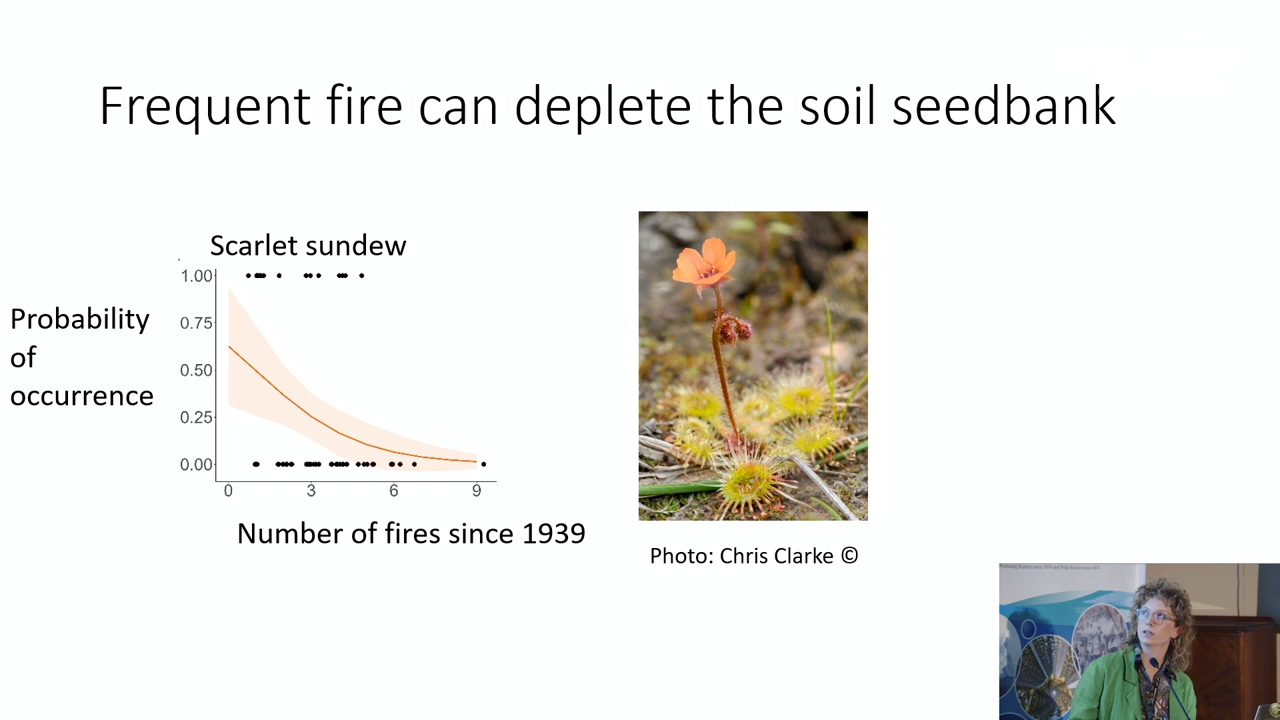 Frequent fire can deplete the soil seedbank
Scarlet sundew
Probability
of
occurrence
1.00
0.75
0.50
0.25
0.00
0
3
6
9
Number of fires since 1939
Photo: Chris Clarke ©